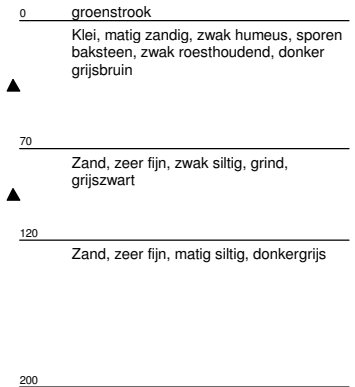 0 groenstrook
Klei, matig zandig, zwak humeus, sporen
baksteen, zwak roesthoudend, donker
grijsbruin
70
Zand, zeer fijn, zwak siltig, grind,
grijszwart
120
Zand, zeer fijn, matig siltig, donkergrijs
200